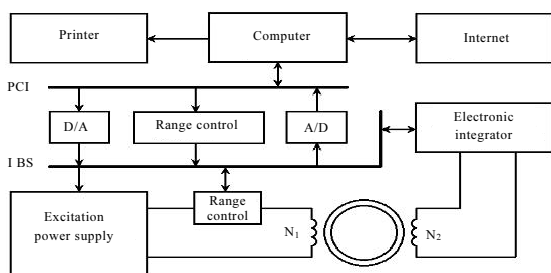 Printer
Computer
Internet
PCI
D/A
Range control
A/D
Electronic
integrator
I BS
Excitation
power supply
Range
control
N1
N2